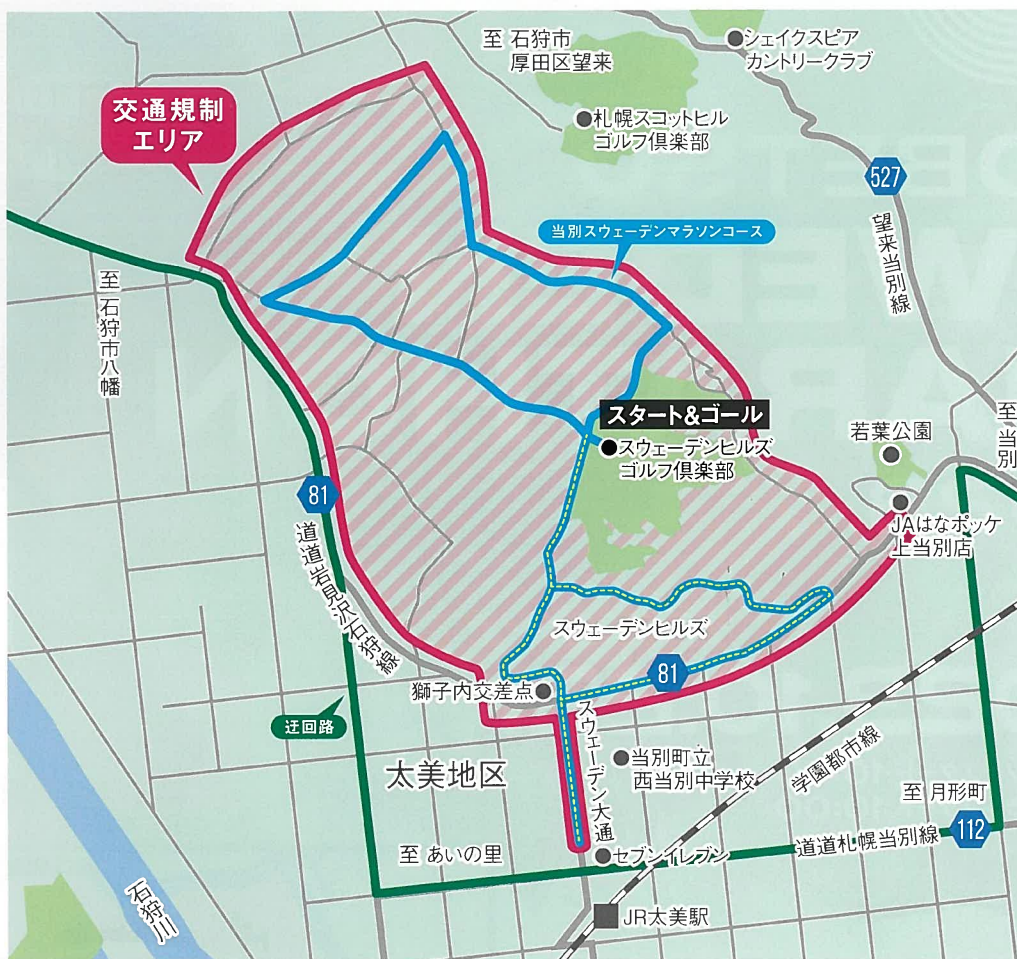 至 石狩市
厚田区望来
シェイクスピア
カントリークラブ
交通規制
エリア
札幌スコットヒル
ゴルフ倶楽部
527
望来当別線
当別スウェーデンマラソンコース
至 石狩市八幡
スタート&ゴール
スウェーデンヒルズ
ゴルフ倶楽部
若葉公園
至 当別
81
道道岩見沢石狩線
JAはなポッケ
上当別店
スウェーデンヒルズ
81
獅子内交差点
迂回路
スウェーデン大通
太美地区
当別町立
西当別中学校
学園都市線
至 月形町
112
道道札幌当別線
至 あいの里
セブンイレブン
石狩川
JR太美駅